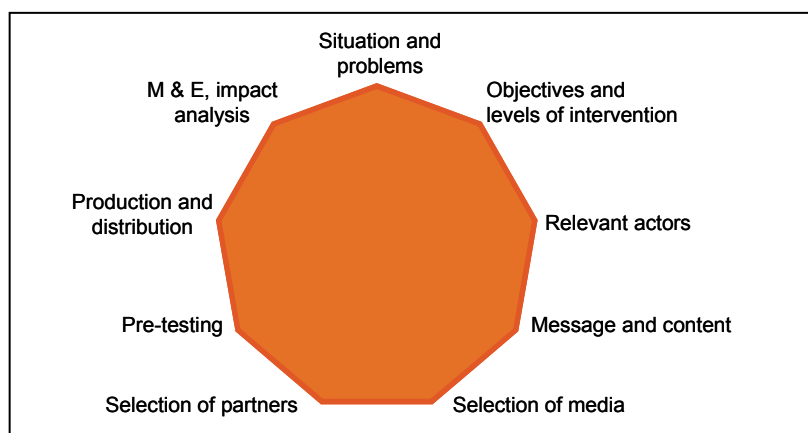 Situation and
problems
Objectives and
levels of intervention
Relevant actors
Message and content
Selection of media
Selection of partners
Pre-testing
Production and
distribution
M & E, impact
analysis